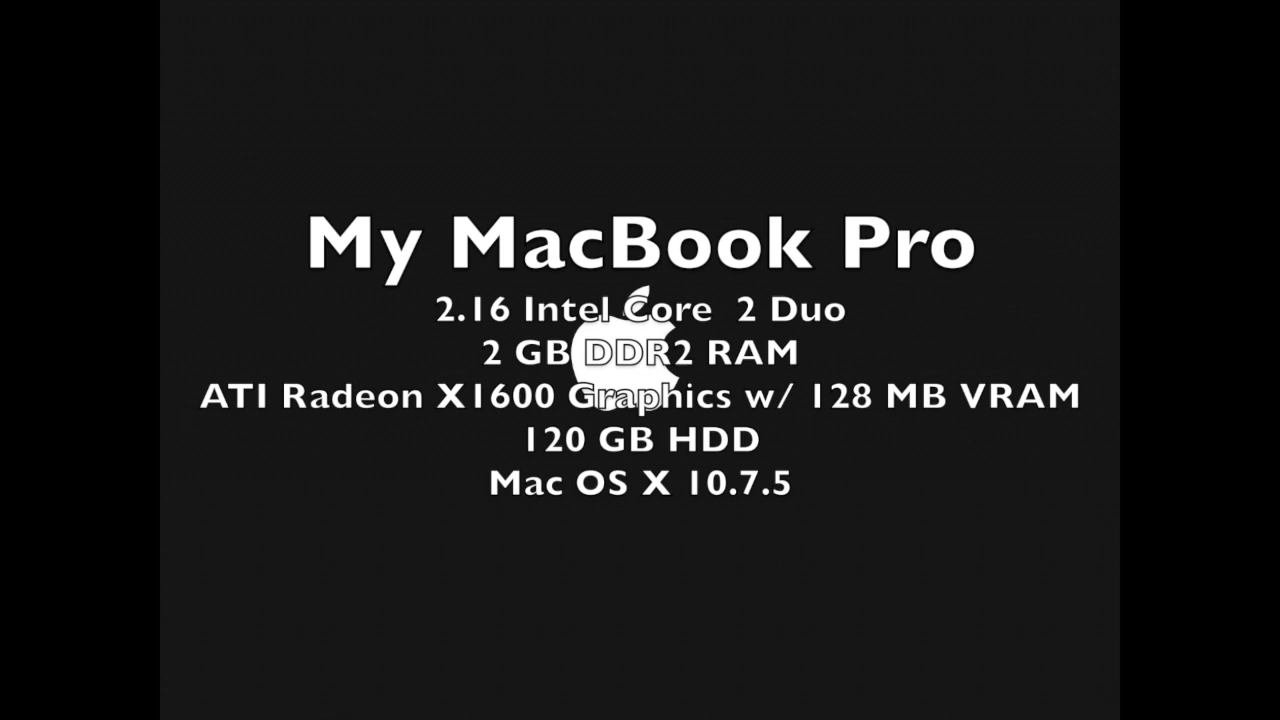 My MacBook Pro
2.16 Intel Core  2 Duo
2 GB DDR2 RAM
ATI Radeon X1600 Graphics w/ 128 MB VRAM
120 GB HDD
Mac OS X 10.7.5